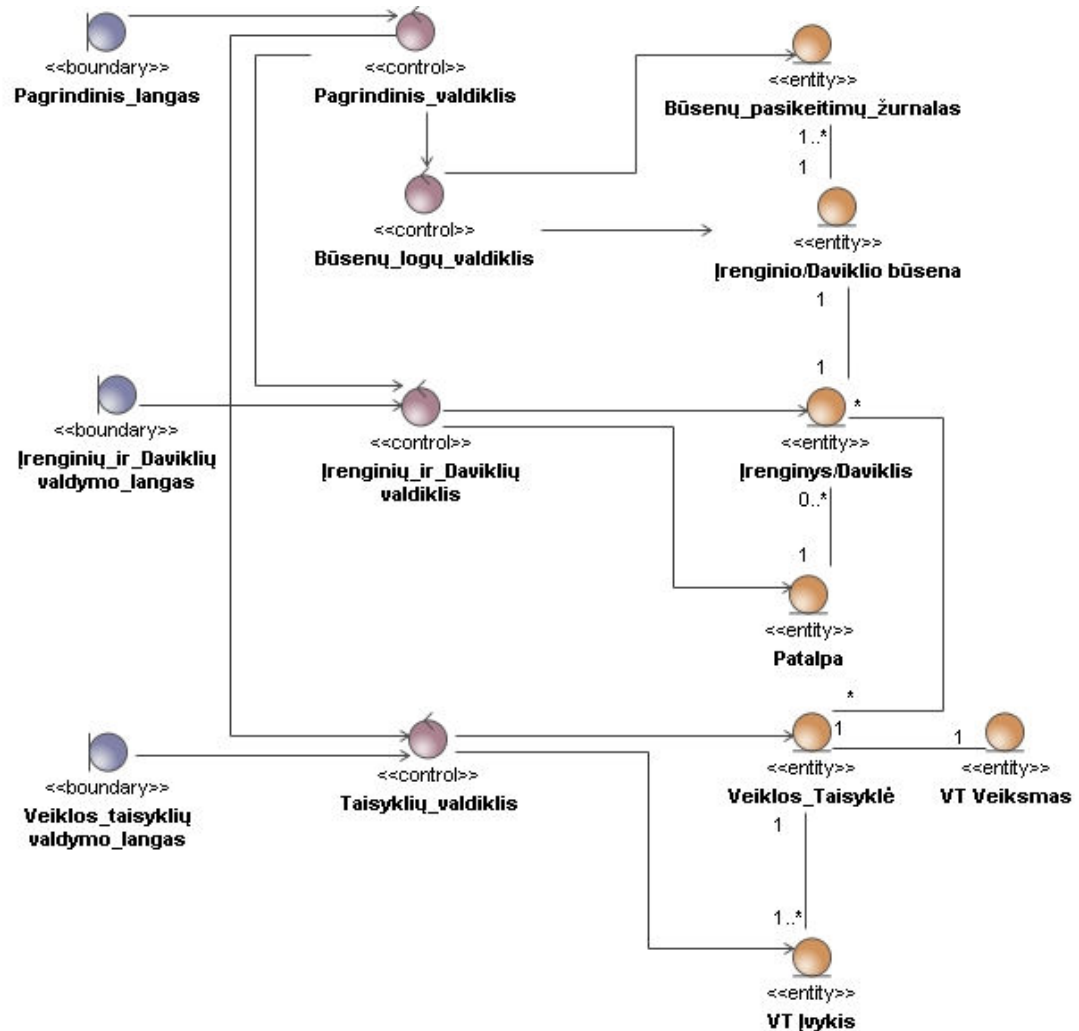 <<boundary>>
Pagrindinis_langas
<<control>>
Pagrindinis_valdiklis
<<entity>>
Būsenų_pasikeitimų_žurnalas
1..*
1
<<control>>
Būsenų_logų_valdiklis
<<entity>>
Įrenginio/Daviklio būsena
1
1
<<boundary>>
Įrenginių_ir_Daviklių
valdymo_langas
<<control>>
Įrenginių_ir_Daviklių
valdiklis
*
<<entity>>
Įrenginys/Daviklis
0..*
1
<<entity>>
Patalpa
*
1
1
<<boundary>>
Veiklos_taisyklių
valdymo_langas
<<control>>
Taisyklių_valdiklis
<<entity>>
Veiklos_Taisyklė
<<entity>>
VT Veiksmas
1
1..*
<<entity>>
VT Įvykis